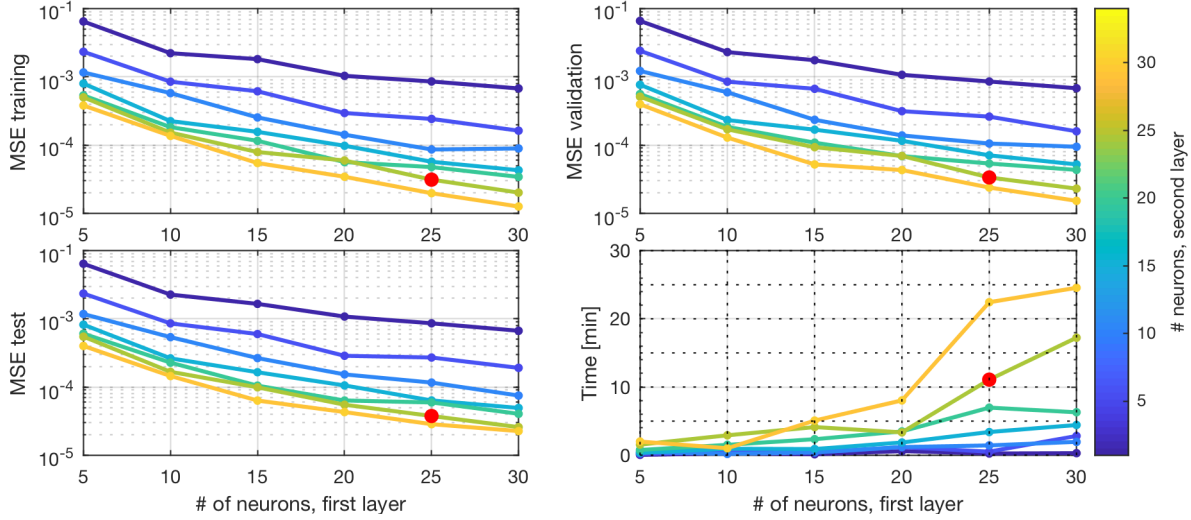 10^-1
10^-3
10^-4
10^-5
MSE training
5 10 15 20 25 30
10^-1
10^-3
10^-4
10^-5
MSE validation
5 10 15 20 25 30
10^-1
10^-3
10^-4
10^-5
MSE test
5 10 15 20 25 30
# of neurons, first layer
30
20
10
0
Time [min]
5 10 15 20 25 30
# of neurons, first layer
30
25
20
15
10
5
# neurons, second layer